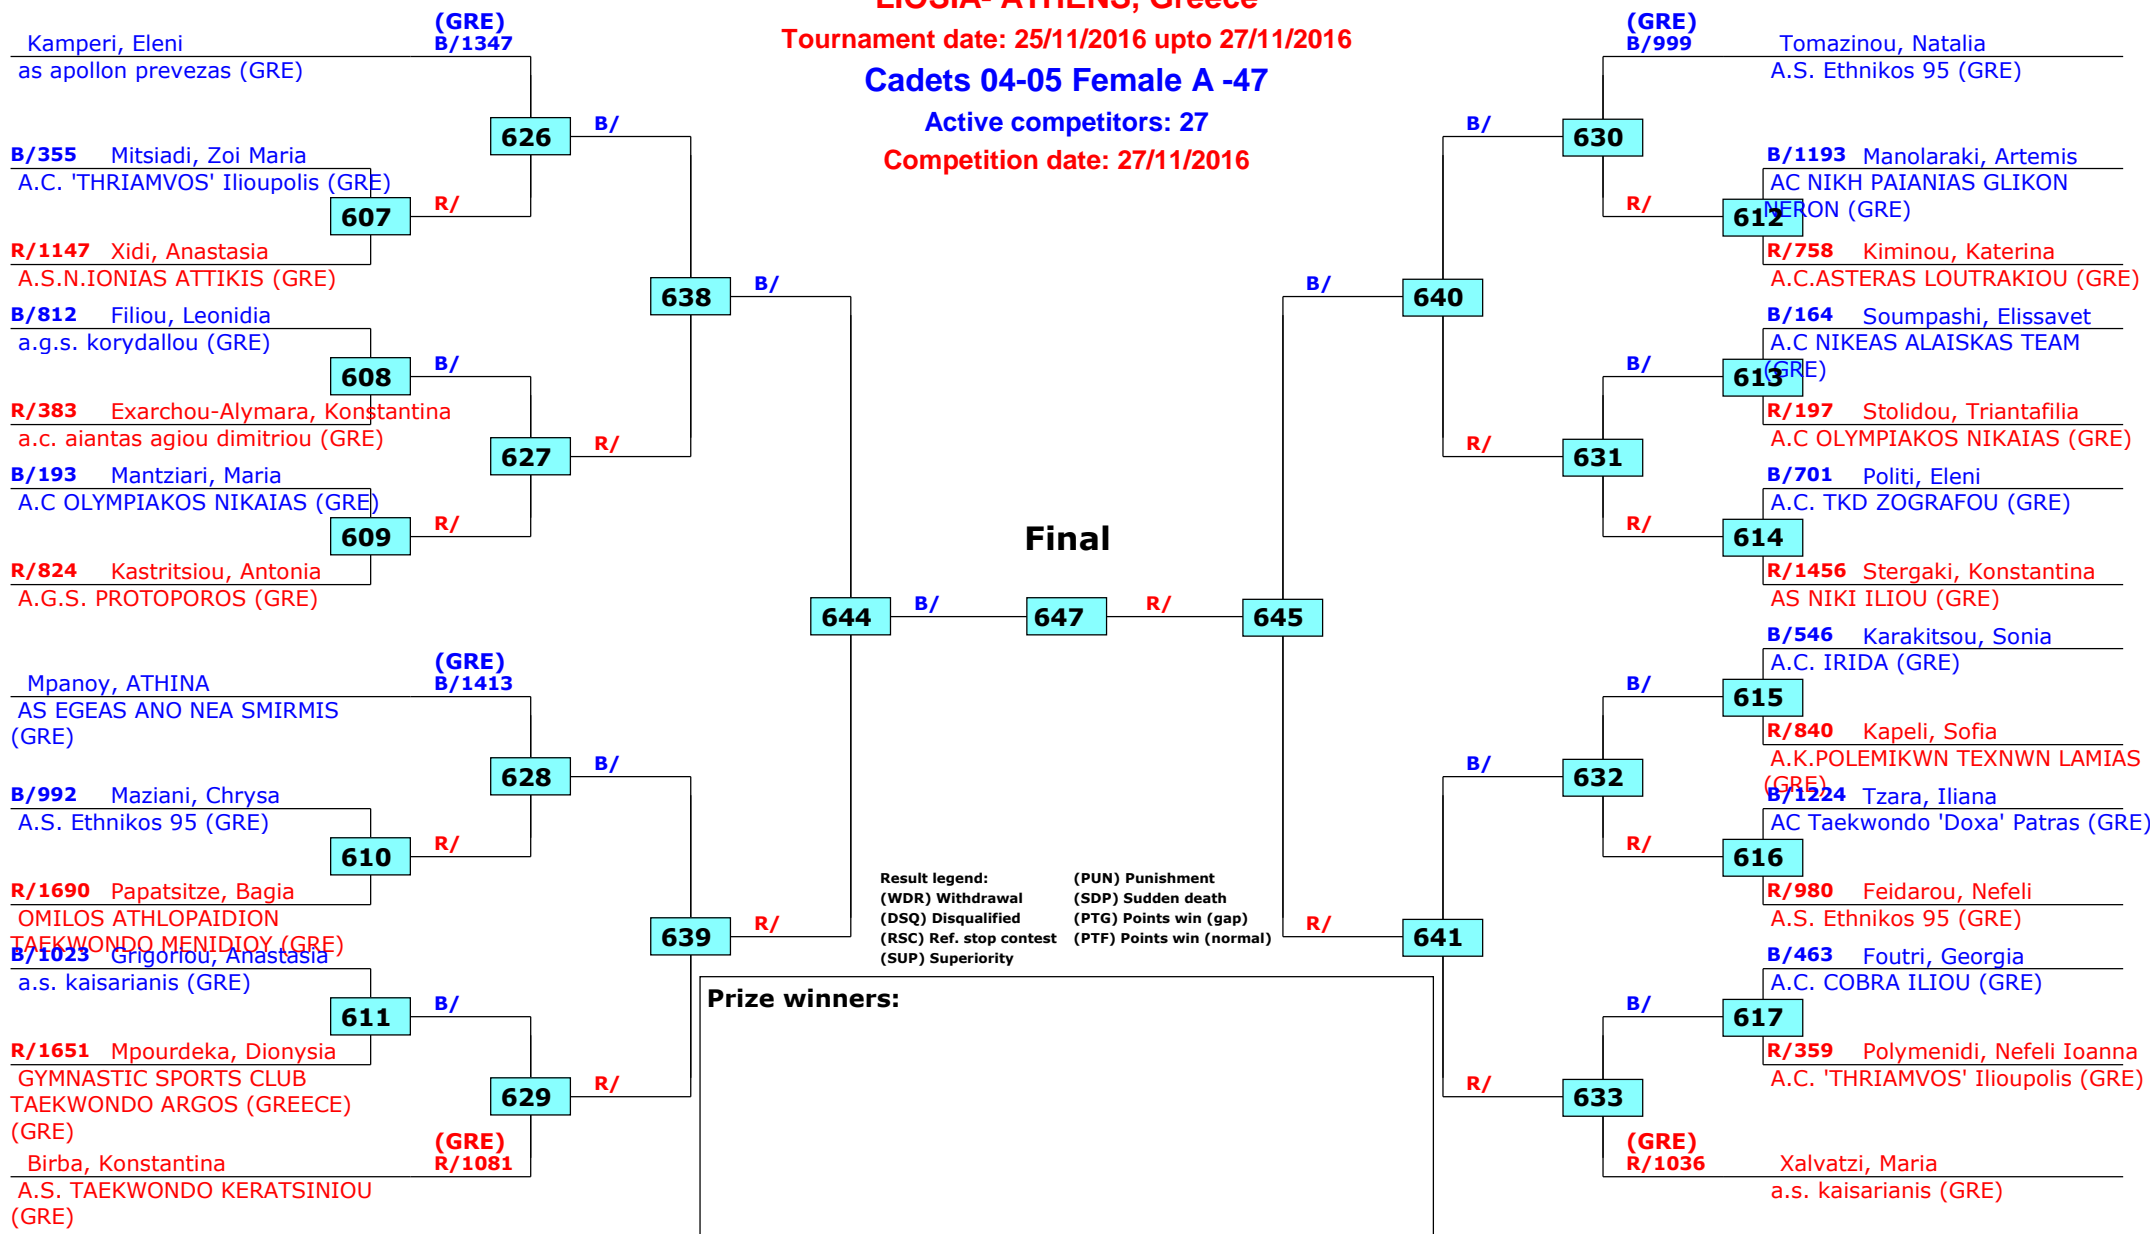 LIOSIA- ATHENS, Greece
Tournament date: 25/11/2016 upto 27/11/2016
Cadets 04-05 Female A -47
Active competitors: 27
Competition date: 27/11/2016
(GRE)
Kamperi, Eleni B/1347
as apollon prevezas (GRE)
626 B/
B/355 Mitsiadi, Zoi Maria
A.C. 'THRIAMVOS' Ilioupolis (GRE)
607 R/
R/1147 Xidi, Anastasia
A.S.N.IONIAS ATTIKIS (GRE)
638 B/
B/812 Filiou, Leonidia
a.g.s. korydallou (GRE)
608 B/
R/383 Exarchou-Alymara, Konstantina
a.c. aiantas agiou dimitriou (GRE)
627 R/
B/193 Mantziari, Maria
A.C OLYMPIAKOS NIKAIAS (GRE)
609 R/
R/824 Kastritsiou, Antonia
A.G.S. PROTOPOROS (GRE)
644 B/
(GRE)
Mpanoy, ATHINA B/1413
AS EGEAS ANO NEA SMIRMIS
(GRE)
628 B/
B/992 Maziani, Chrysa
A.S. Ethnikos 95 (GRE)
610 R/
R/1690 Papatsitze, Bagia
OMILOS ATHLOPAIDION
TAEKWONDO MENIDIOY (GRE)
639 R/
B/1023 Grigoriou, Anastasia
a.s. kaisarianis (GRE)
611 B/
R/1651 Mpourdeka, Dionysia
GYMNASTIC SPORTS CLUB
TAEKWONDO ARGOS (GREECE)
(GRE)
629 R/
(GRE)
Birba, Konstantina R/1081
A.S. TAEKWONDO KERATSINIOU
(GRE)
Final
647 R/
(GRE)
B/999 Tomazinou, Natalia
A.S. Ethnikos 95 (GRE)
B/ 630
B/1193 Manolaraki, Artemis
AC NIKH PAIANIAS GLIKON
NERON (GRE)
R/ 612
R/758 Kiminou, Katerina
A.C.ASTERAS LOUTRAKIOU (GRE)
B/ 640
B/164 Soumpashi, Elissavet
A.C NIKEAS ALAISKAS TEAM
(GRE)
B/ 613
R/197 Stolidou, Triantafilia
A.C OLYMPIAKOS NIKAIAS (GRE)
R/ 631
B/701 Politi, Eleni
A.C. TKD ZOGRAFOU (GRE)
R/ 614
R/1456 Stergaki, Konstantina
AS NIKI ILIOU (GRE)
645
B/546 Karakitsou, Sonia
A.C. IRIDA (GRE)
B/ 615
R/840 Kapeli, Sofia
A.K.POLEMIKWN TEXNWN LAMIAS
(GRE)
B/ 632
B/1224 Tzara, Iliana
AC Taekwondo 'Doxa' Patras (GRE)
R/ 616
R/980 Feidarou, Nefeli
A.S. Ethnikos 95 (GRE)
R/ 641
B/463 Foutri, Georgia
A.C. COBRA ILIOU (GRE)
B/ 617
R/359 Polymenidi, Nefeli Ioanna
A.C. 'THRIAMVOS' Ilioupolis (GRE)
R/ 633
(GRE)
R/1036 Xalvatzi, Maria
a.s. kaisarianis (GRE)
Result legend: (PUN) Punishment
(WDR) Withdrawal (SDP) Sudden death
(DSQ) Disqualified (PTG) Points win (gap)
(RSC) Ref. stop contest (PTF) Points win (normal)
(SUP) Superiority
Prize winners: